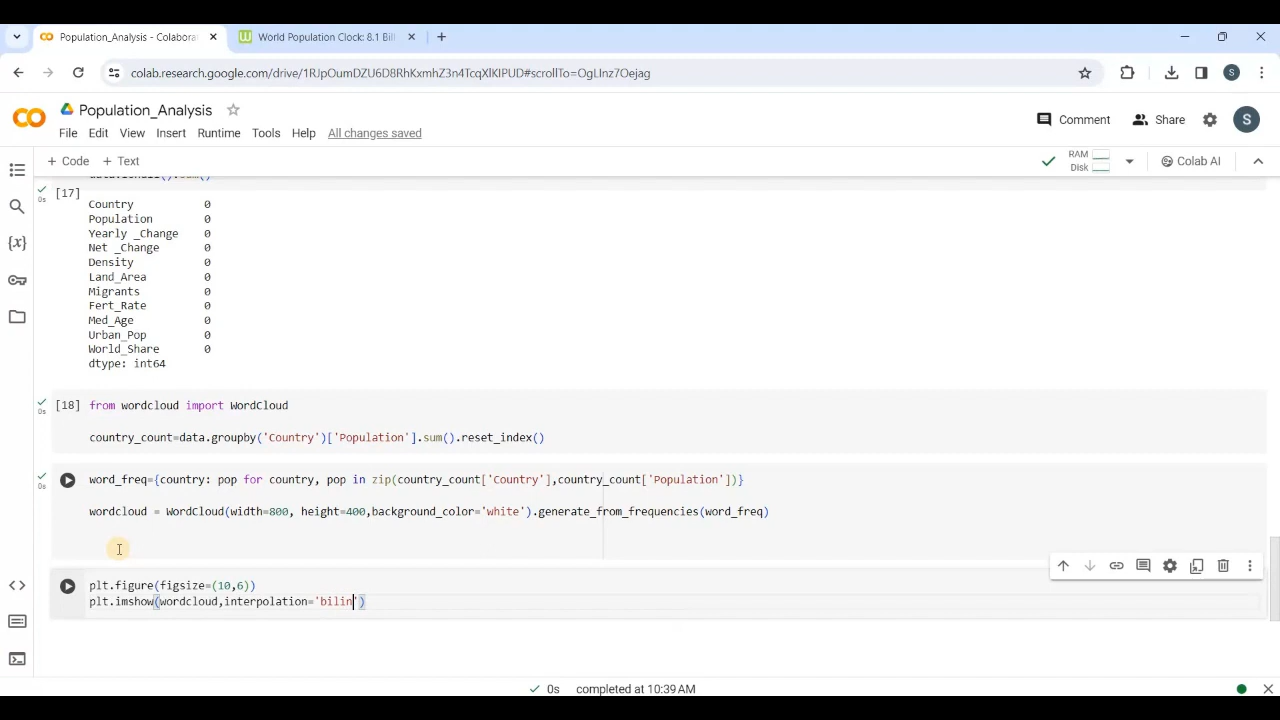 Population_Analysis - Colabora
World Population Clock: 8.1 Bil
colab.research.google.com/drive/1RJpOumDZU6D8RhKxmhZ3n4TcqXlKIPUD#scrollTo=OgLInz7Oejag
S
Population_Analysis
Comment
Share
S
File Edit View Insert Runtime Tools Help All changes saved
+ Code + Text
RAM
Disk
Colab AI
[17]
0s
Country 0
Population 0
Yearly _Change 0
Net _Change 0
Density 0
Land_Area 0
Migrants 0
Fert_Rate 0
Med_Age 0
Urban_Pop 0
World_Share 0
dtype: int64
[18] from wordcloud import WordCloud
0s
country_count=data.groupby('Country')['Population'].sum().reset_index()
word_freq={country: pop for country, pop in zip(country_count['Country'],country_count['Population'])}
0s
wordcloud = WordCloud(width=800, height=400,background_color='white').generate_from_frequencies(word_freq)
plt.figure(figsize=(10,6))
plt.imshow(wordcloud,interpolation='bilin')
0s completed at 10:39 AM